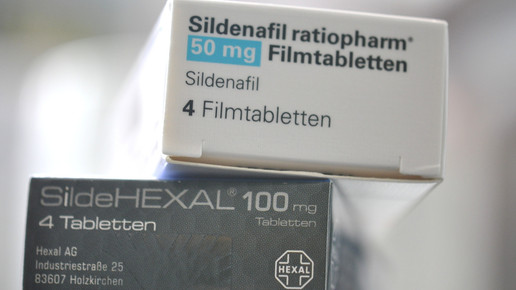 Sildenafil ratiopharm®
50 mg Filmtabletten
Sildenafil
4 Filmtabletten
SildeHEXAL® 100 mg
4 Tabletten Tabletten
Hexal AG
Industriestraße 25
83607 Holzkirchen
HEXAL